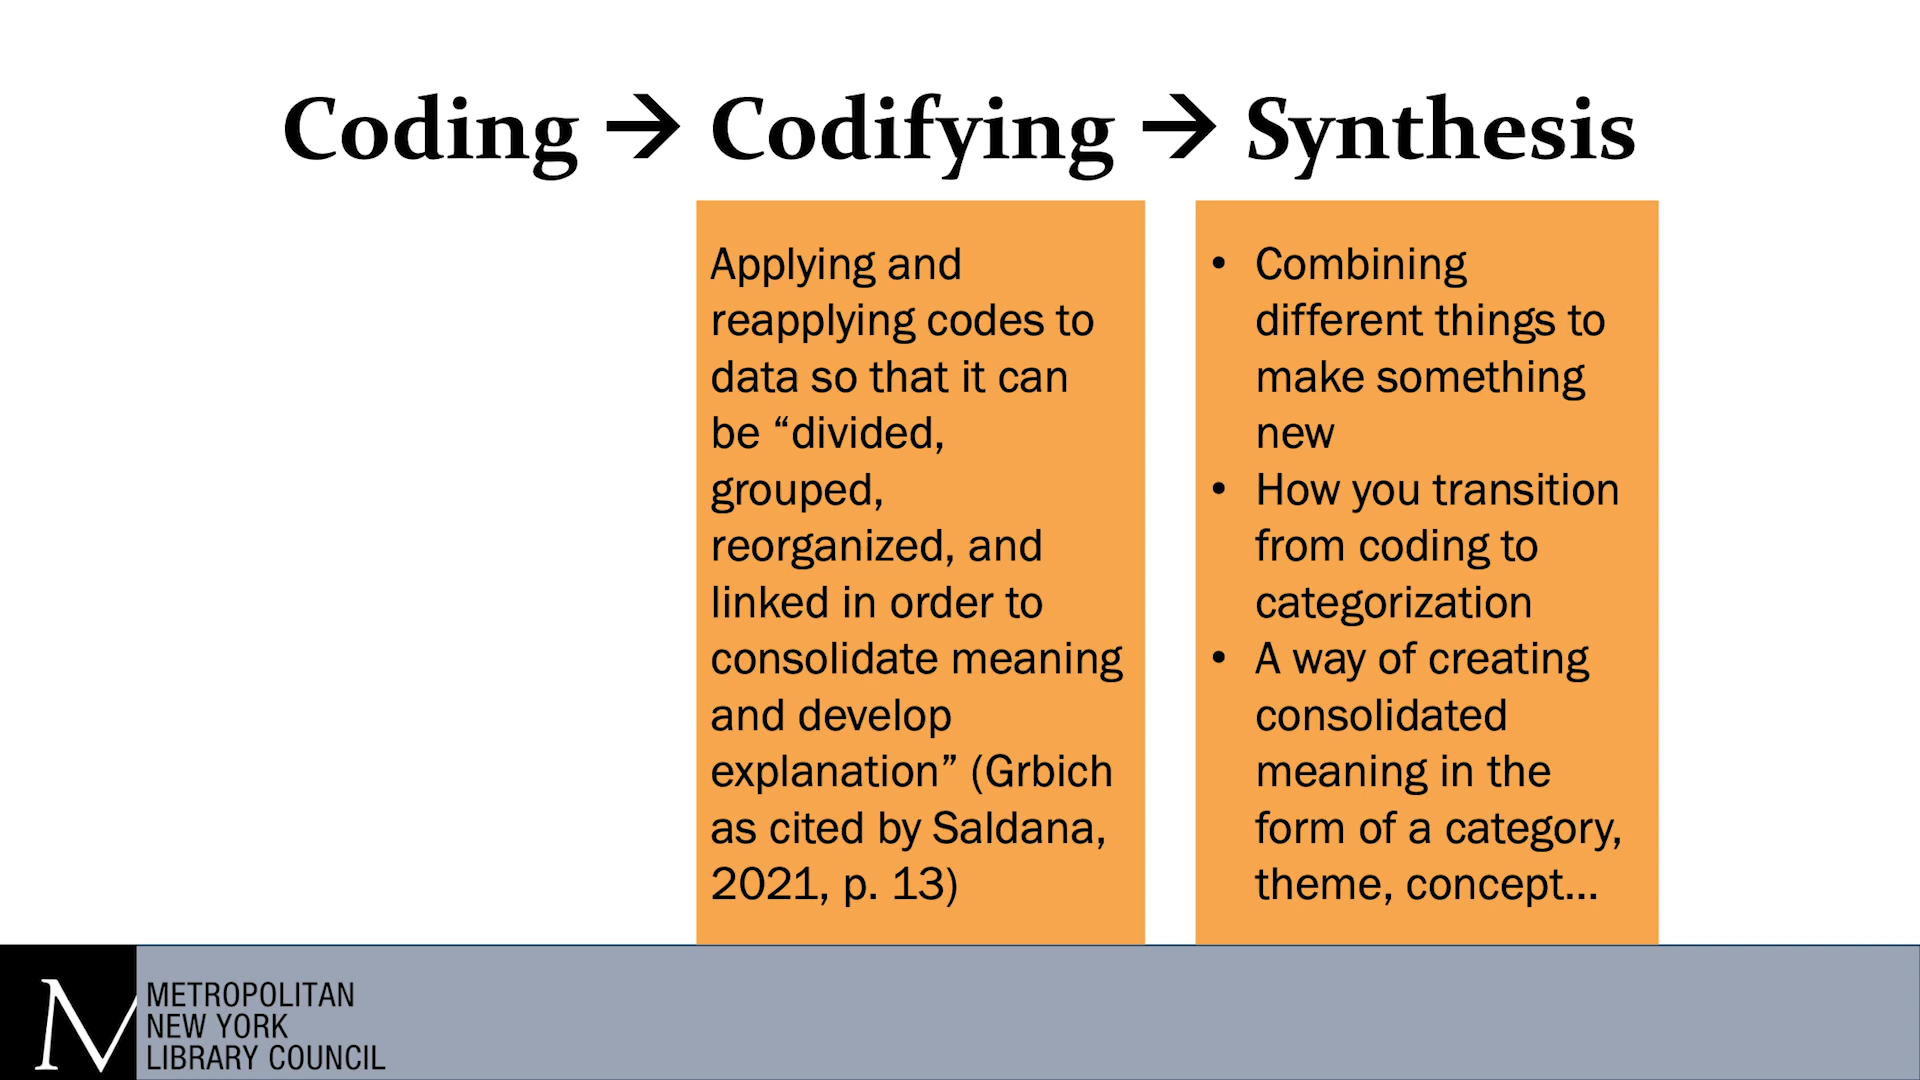 Coding → Codifying → Synthesis
Applying and
reapplying codes to
data so that it can
be “divided,
grouped,
reorganized, and
linked in order to
consolidate meaning
and develop
explanation” (Grbich
as cited by Saldana,
2021, p. 13)
• Combining
different things to
make something
new
• How you transition
from coding to
categorization
• A way of creating
consolidated
meaning in the
form of a category,
theme, concept...
M
METROPOLITAN
NEW YORK
LIBRARY COUNCIL